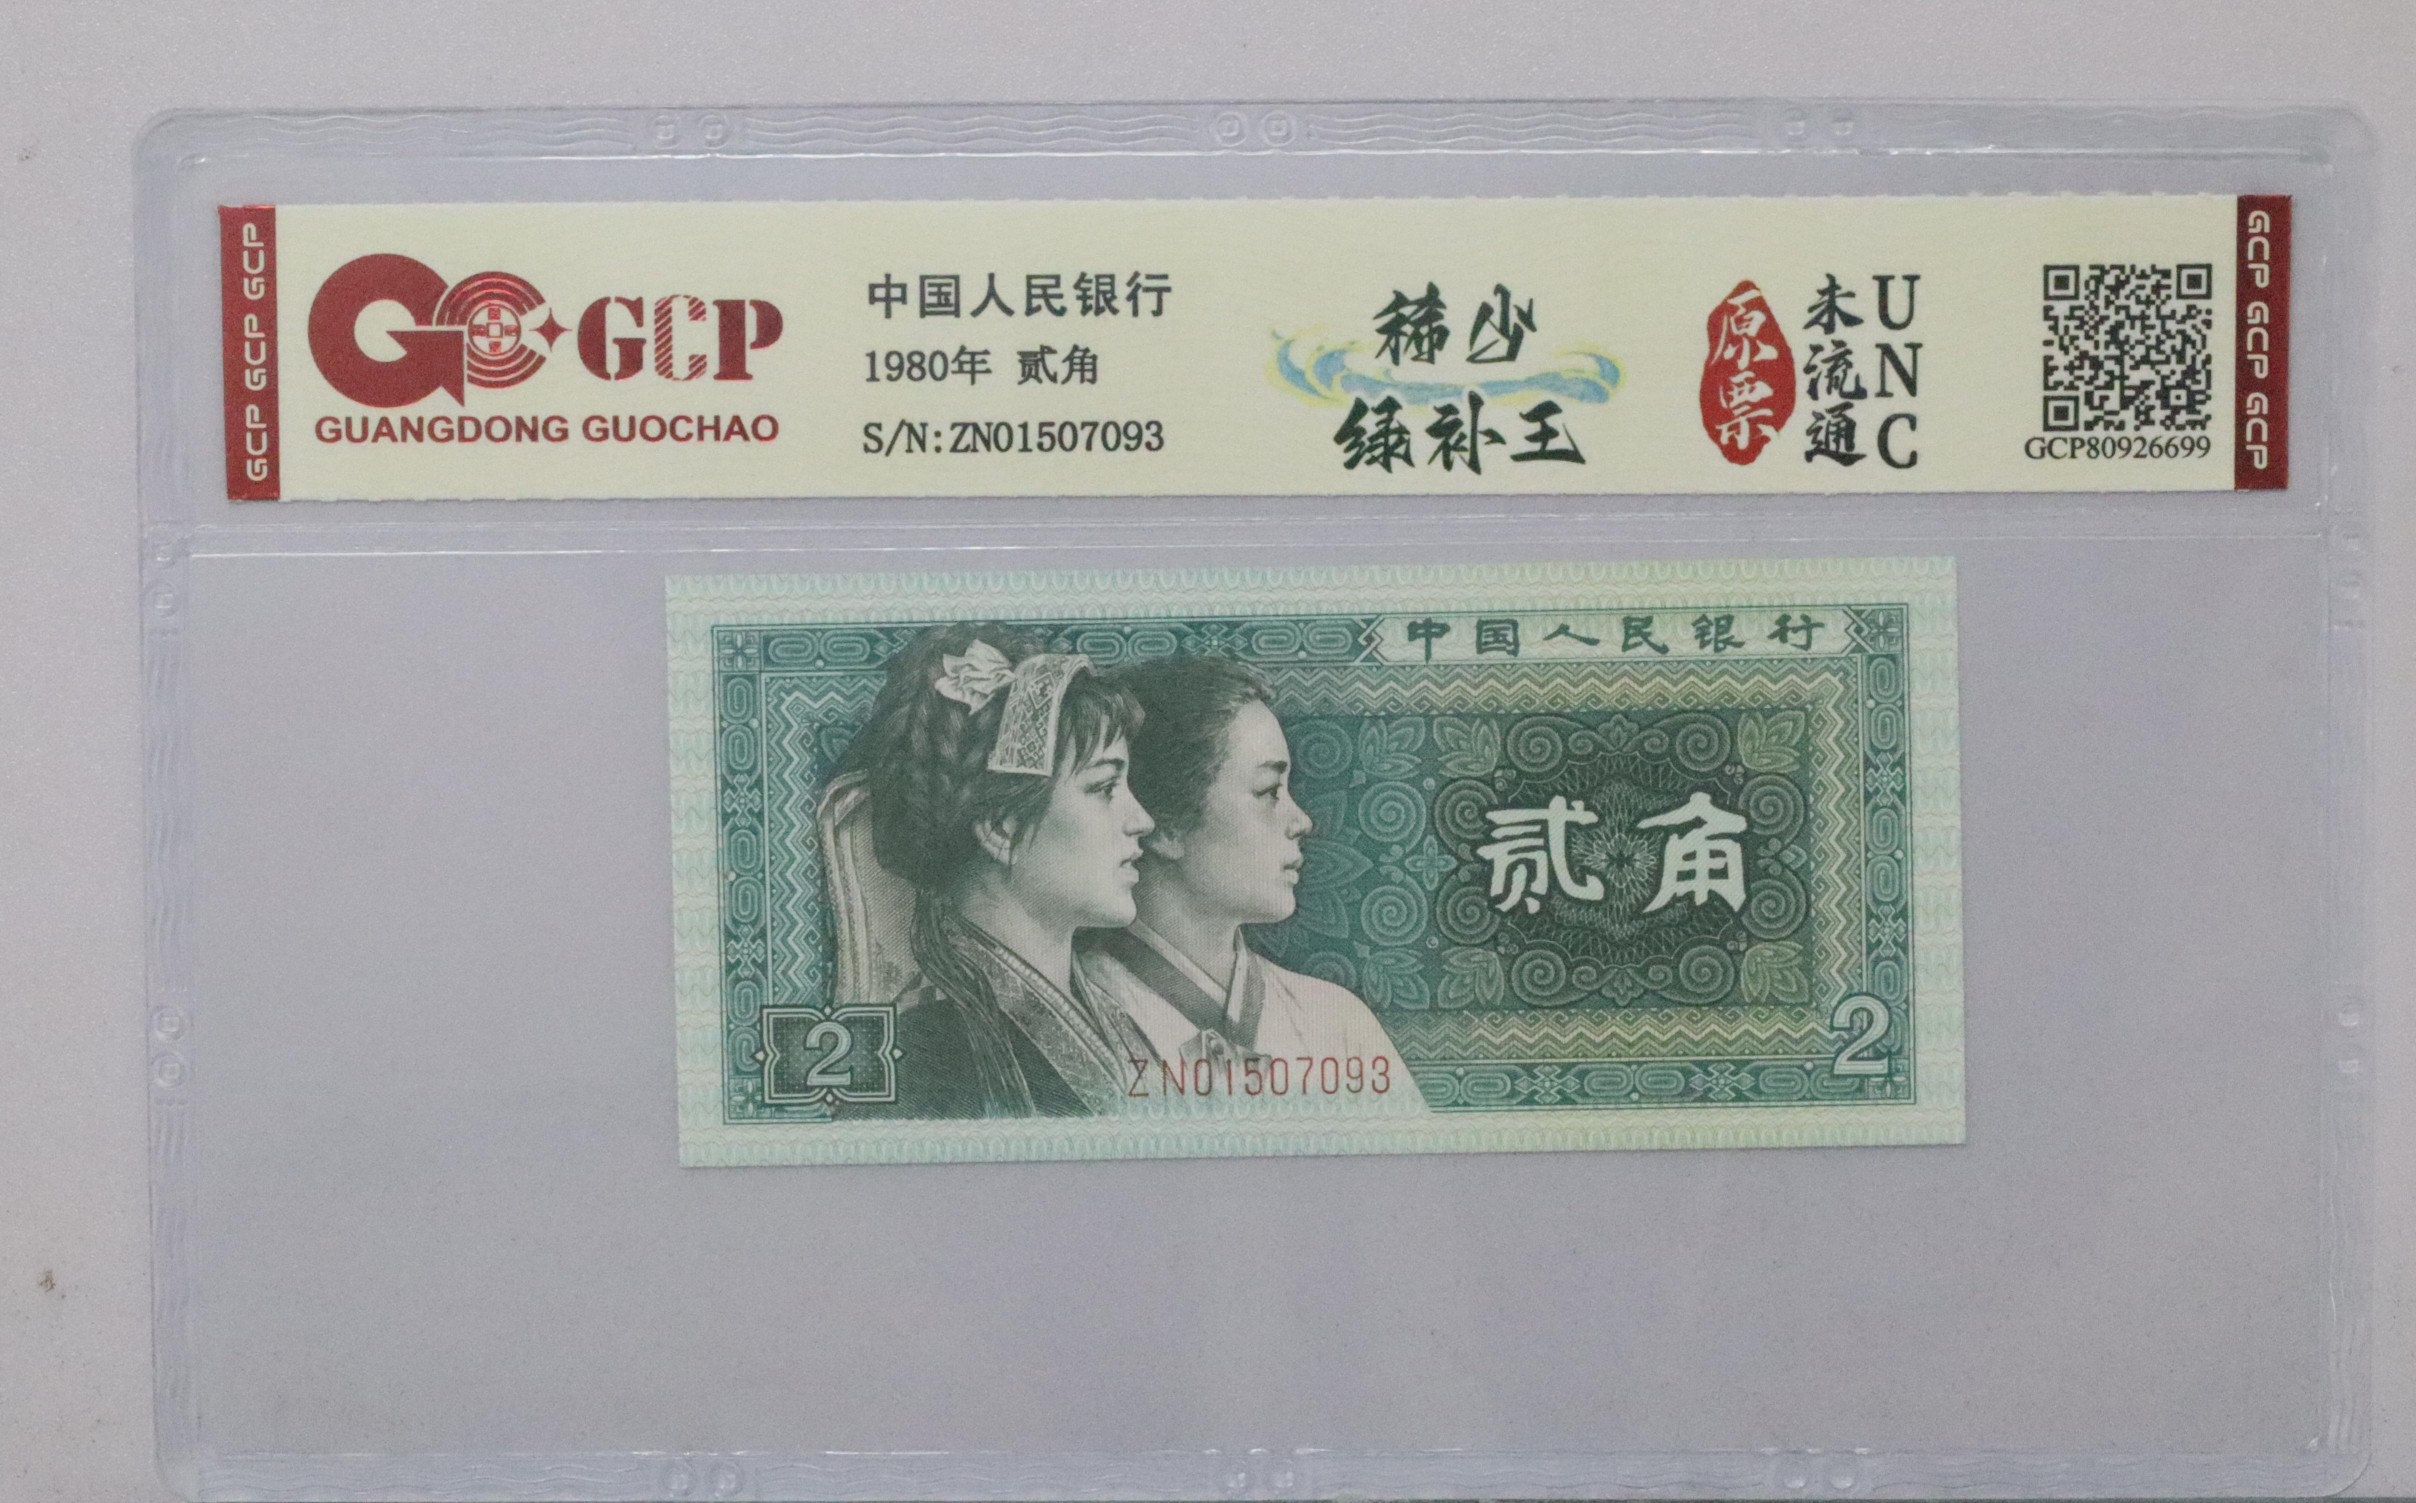 GCP GCP GCP
GCP
GUANGDONG GUOCHAO
中国人民银行
1980年 贰角
S/N:ZN01507093
稀少
绿补王
原票
未流通
UNC
GCP80926699
GCP GCP GCP
中国人民银行
贰角
2
2
ZN01507093